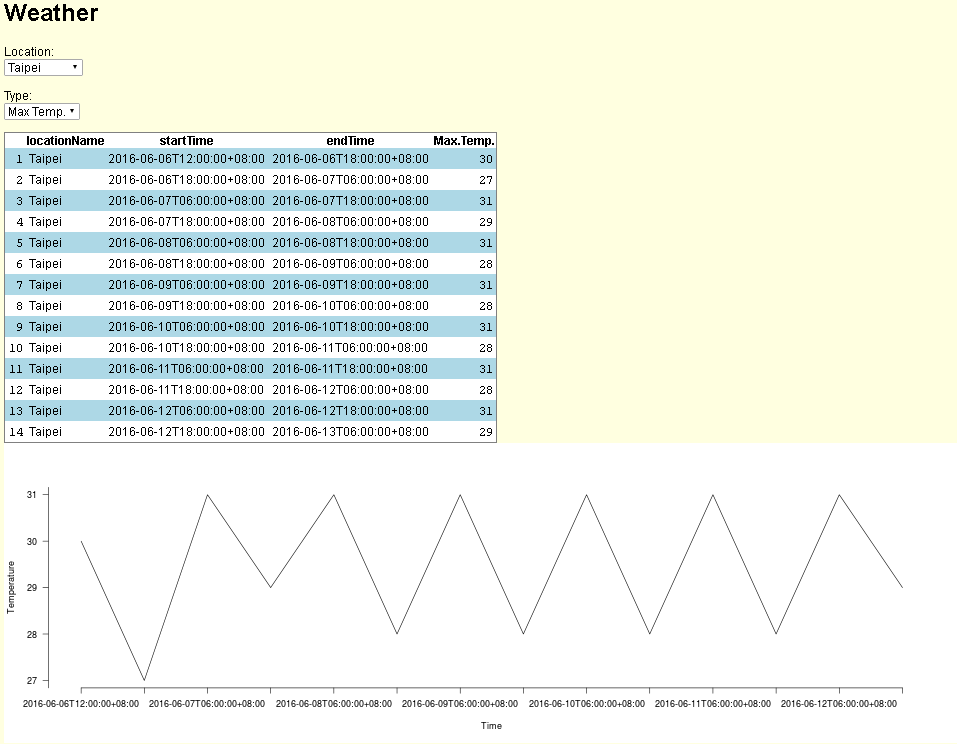 Weather
Location:
Taipei
Type:
Max Temp.
locationName startTime endTime Max.Temp.
1 Taipei 2016-06-06T12:00:00+08:00 2016-06-06T18:00:00+08:00 30
2 Taipei 2016-06-06T18:00:00+08:00 2016-06-07T06:00:00+08:00 27
3 Taipei 2016-06-07T06:00:00+08:00 2016-06-07T18:00:00+08:00 31
4 Taipei 2016-06-07T18:00:00+08:00 2016-06-08T06:00:00+08:00 29
5 Taipei 2016-06-08T06:00:00+08:00 2016-06-08T18:00:00+08:00 31
6 Taipei 2016-06-08T18:00:00+08:00 2016-06-09T06:00:00+08:00 28
7 Taipei 2016-06-09T06:00:00+08:00 2016-06-09T18:00:00+08:00 31
8 Taipei 2016-06-09T18:00:00+08:00 2016-06-10T06:00:00+08:00 28
9 Taipei 2016-06-10T06:00:00+08:00 2016-06-10T18:00:00+08:00 31
10 Taipei 2016-06-10T18:00:00+08:00 2016-06-11T06:00:00+08:00 28
11 Taipei 2016-06-11T06:00:00+08:00 2016-06-11T18:00:00+08:00 31
12 Taipei 2016-06-11T18:00:00+08:00 2016-06-12T06:00:00+08:00 28
13 Taipei 2016-06-12T06:00:00+08:00 2016-06-12T18:00:00+08:00 31
14 Taipei 2016-06-12T18:00:00+08:00 2016-06-13T06:00:00+08:00 29
31
30
29
28
27
Temperature
2016-06-06T12:00:00+08:00 2016-06-07T06:00:00+08:00 2016-06-08T06:00:00+08:00 2016-06-09T06:00:00+08:00 2016-06-10T06:00:00+08:00 2016-06-11T06:00:00+08:00 2016-06-12T06:00:00+08:00
Time